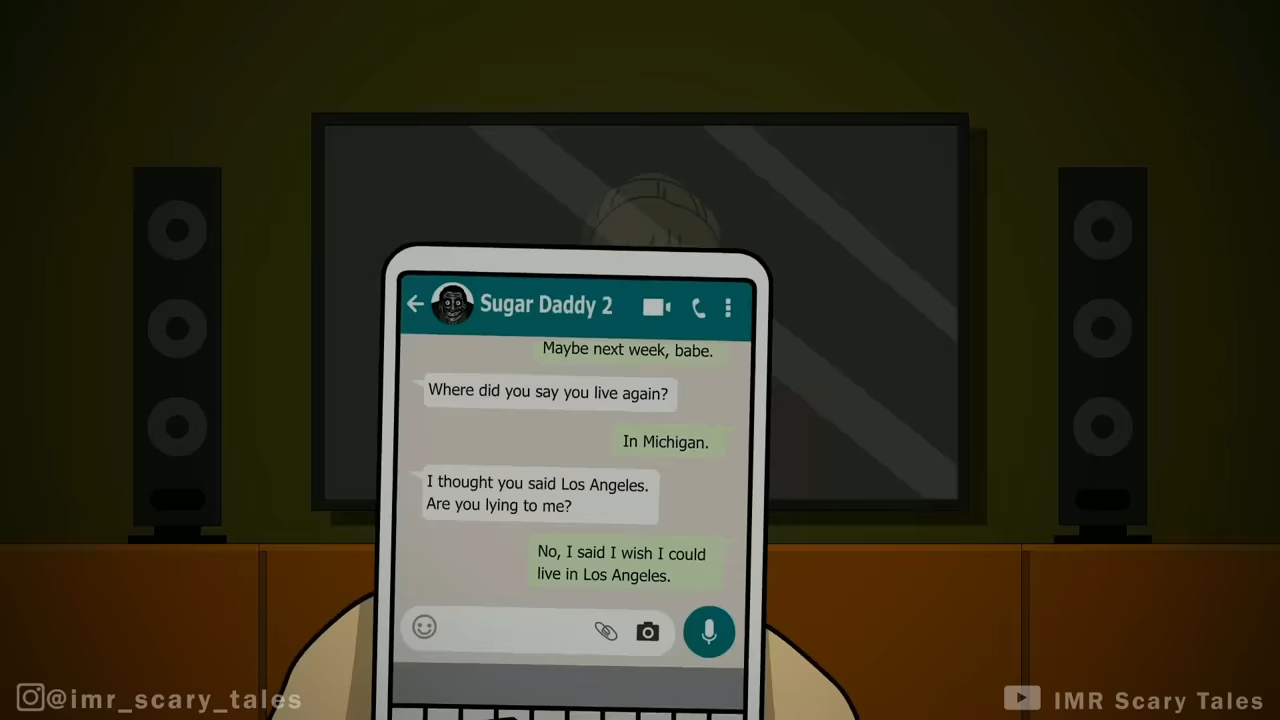 Sugar Daddy 2
Maybe next week, babe.
Where did you say you live again?
In Michigan.
I thought you said Los Angeles.
Are you lying to me?
No, I said I wish I could
live in Los Angeles.
@imr_scary_tales
IMR Scary Tales